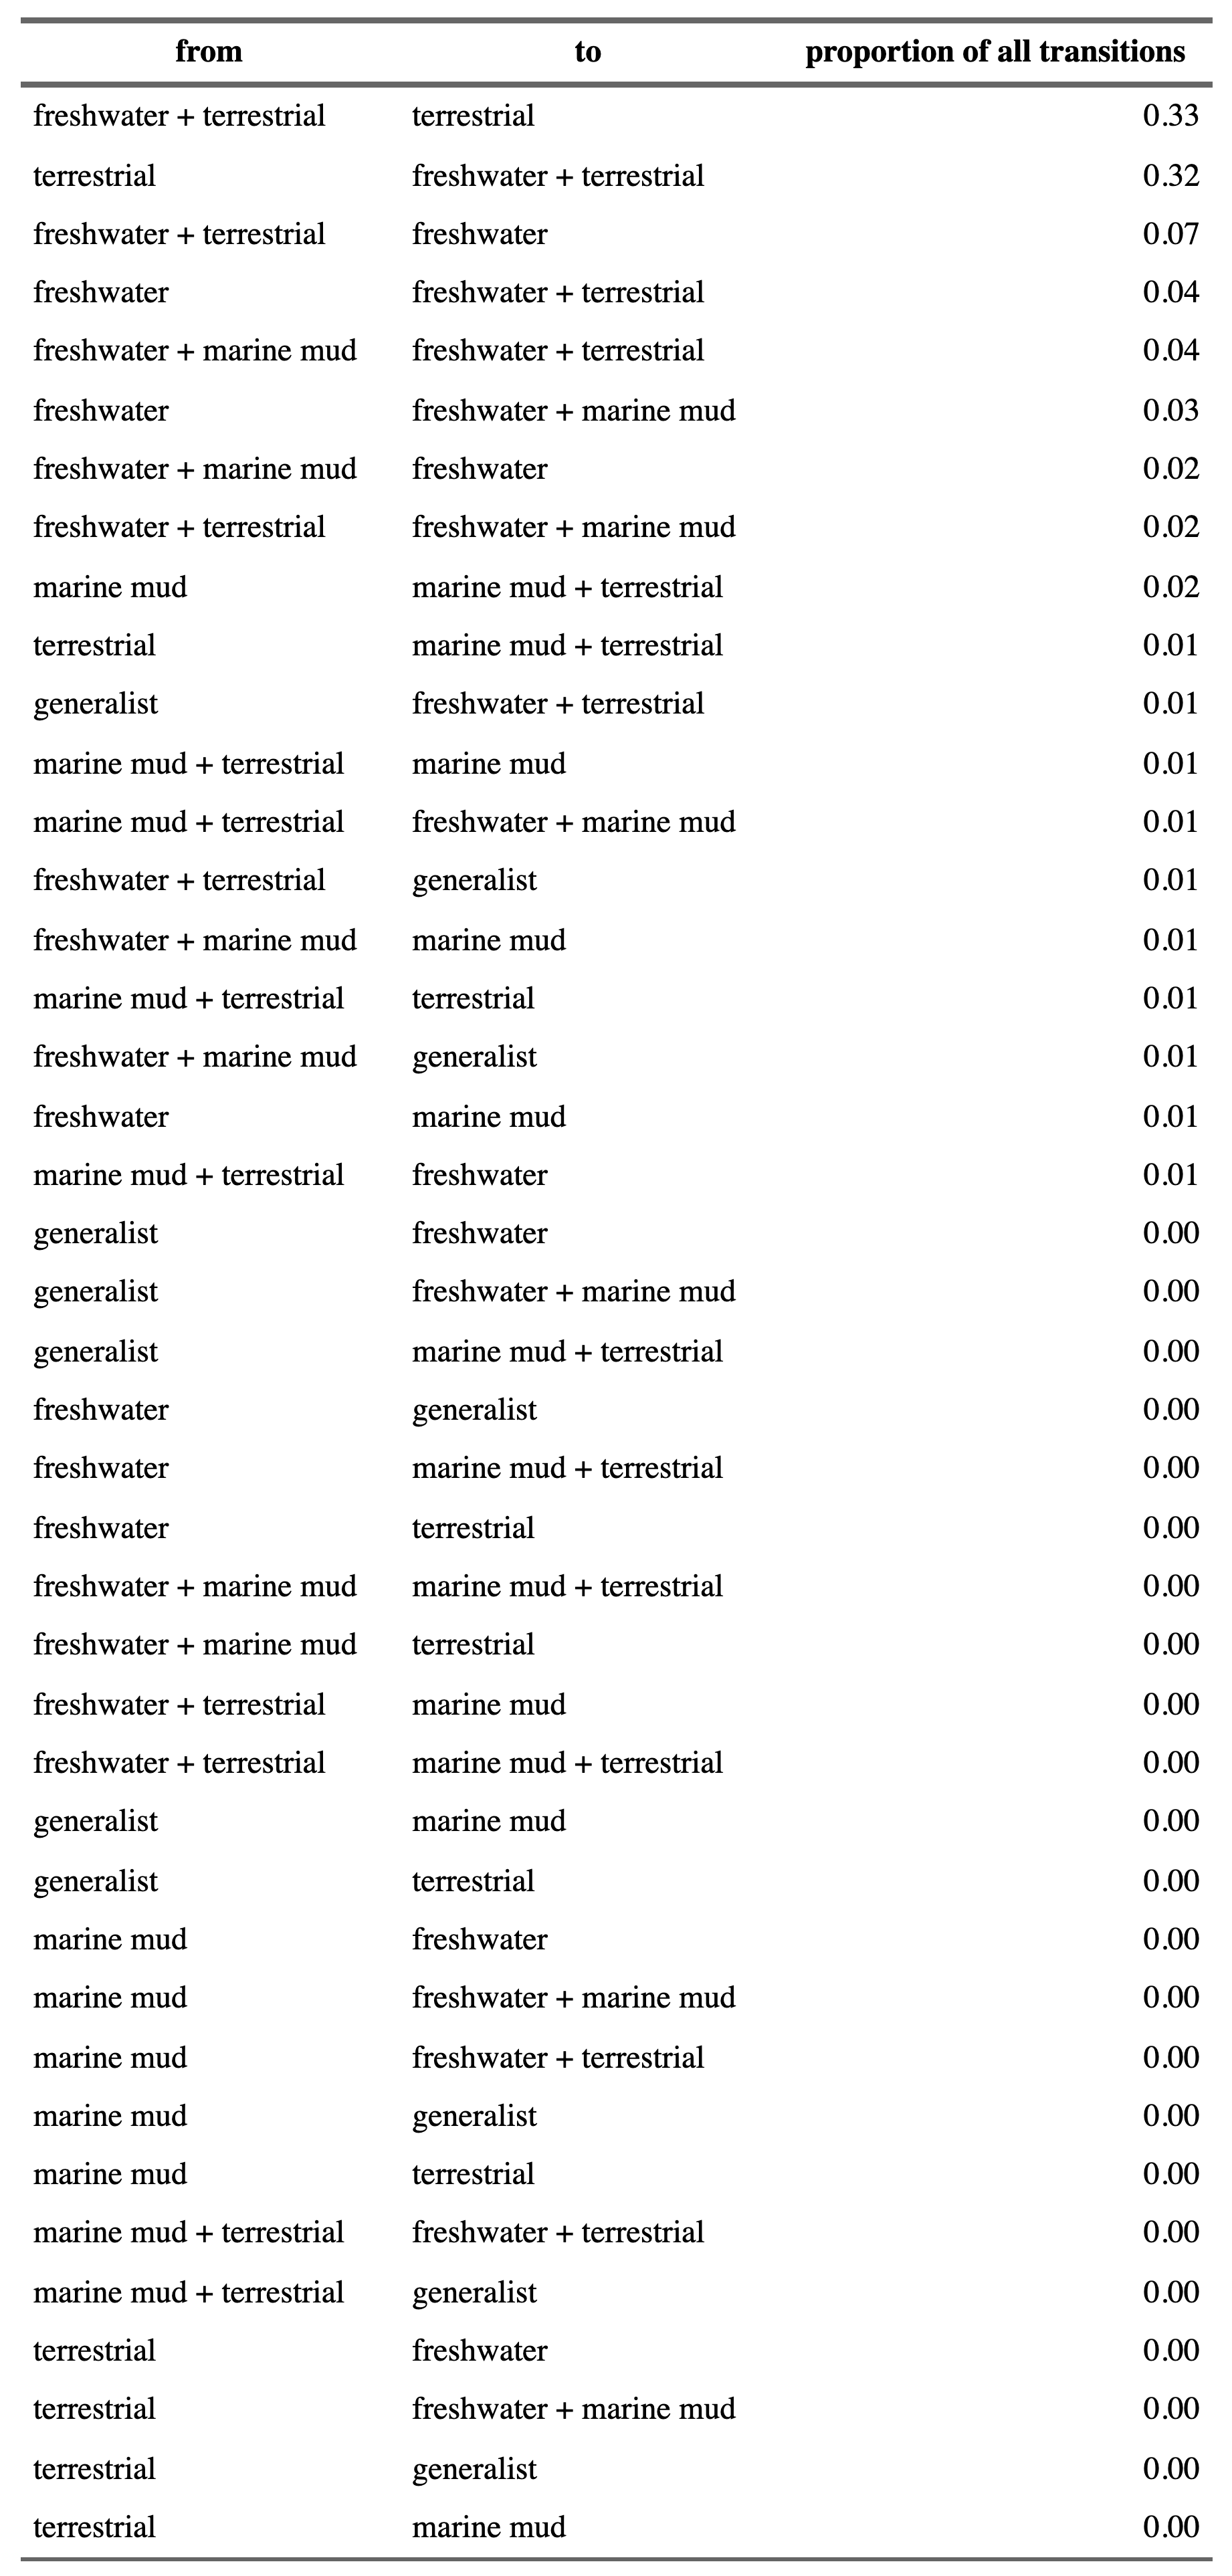 from to proportion of all transitions
freshwater + terrestrial terrestrial 0.33
terrestrial freshwater + terrestrial 0.32
freshwater + terrestrial freshwater 0.07
freshwater freshwater + terrestrial 0.04
freshwater + marine mud freshwater + terrestrial 0.04
freshwater freshwater + marine mud 0.03
freshwater + marine mud freshwater 0.02
freshwater + terrestrial freshwater + marine mud 0.02
marine mud marine mud + terrestrial 0.02
terrestrial marine mud + terrestrial 0.01
generalist freshwater + terrestrial 0.01
marine mud + terrestrial marine mud 0.01
marine mud + terrestrial freshwater + marine mud 0.01
freshwater + terrestrial generalist 0.01
freshwater + marine mud marine mud 0.01
marine mud + terrestrial terrestrial 0.01
freshwater + marine mud generalist 0.01
freshwater marine mud 0.01
marine mud + terrestrial freshwater 0.01
generalist freshwater 0.00
generalist freshwater + marine mud 0.00
generalist marine mud + terrestrial 0.00
freshwater generalist 0.00
freshwater marine mud + terrestrial 0.00
freshwater terrestrial 0.00
freshwater + marine mud marine mud + terrestrial 0.00
freshwater + marine mud terrestrial 0.00
freshwater + terrestrial marine mud 0.00
freshwater + terrestrial marine mud + terrestrial 0.00
generalist marine mud 0.00
generalist terrestrial 0.00
marine mud freshwater 0.00
marine mud freshwater + marine mud 0.00
marine mud freshwater + terrestrial 0.00
marine mud generalist 0.00
marine mud terrestrial 0.00
marine mud + terrestrial freshwater + terrestrial 0.00
marine mud + terrestrial generalist 0.00
terrestrial freshwater 0.00
terrestrial freshwater + marine mud 0.00
terrestrial generalist 0.00
terrestrial marine mud 0.00